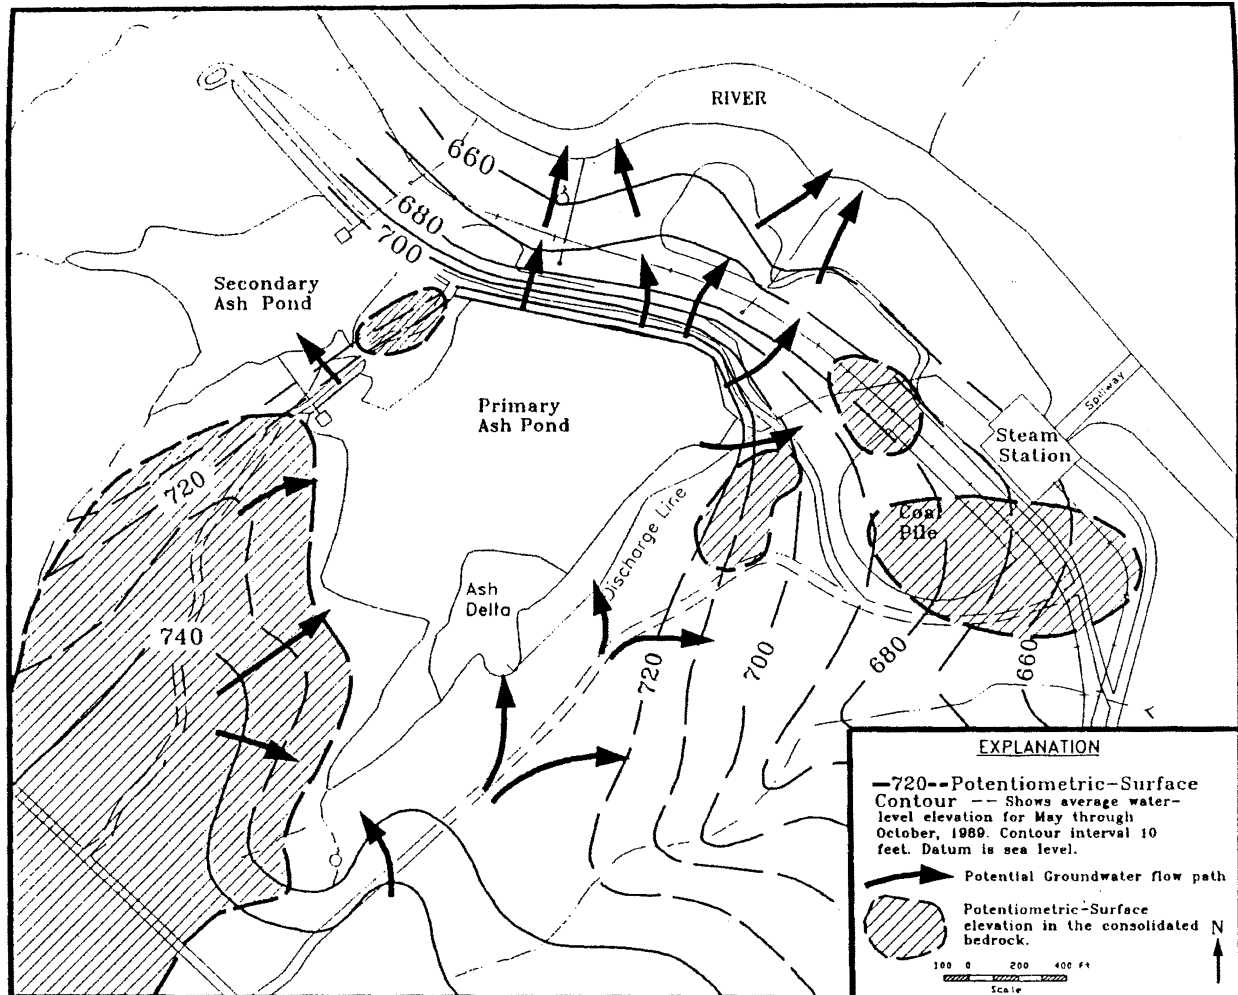 RIVER
660
680
700
Secondary
Ash Pond
Primary
Ash Pond
Spillway
Steam
Station
720
Discharge Line
Coal
Pile
Ash
Delta
740
720
700
680
660
EXPLANATION
—720--Potentiometric-Surface
Contour -- Shows average water-
level elevation for May through
October, 1989. Contour interval 10
feet. Datum is sea level.
Potential Groundwater flow path
Potentiometric-Surface
elevation in the consolidated
bedrock.
N
100 0 200 400 ft
Scale